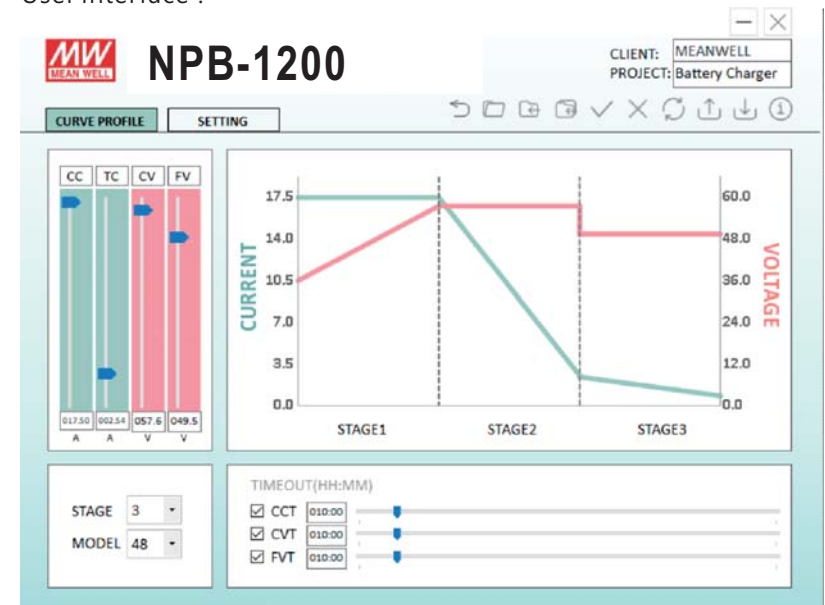 User Interface :
MW
MEAN WELL
NPB-1200
CLIENT: MEANWELL
PROJECT: Battery Charger
CURVE PROFILE
SETTING
CC TC CV FV
017.50 002.54 057.6 049.5
A A V V
CURRENT
17.5
14.0
10.5
7.0
3.5
0.0
60.0
48.0
36.0
24.0
12.0
0.0
VOLTAGE
STAGE1 STAGE2 STAGE3
STAGE 3
MODEL 48
TIMEOUT(HH:MM)
CCT 010:00
CVT 010:00
FVT 010:00